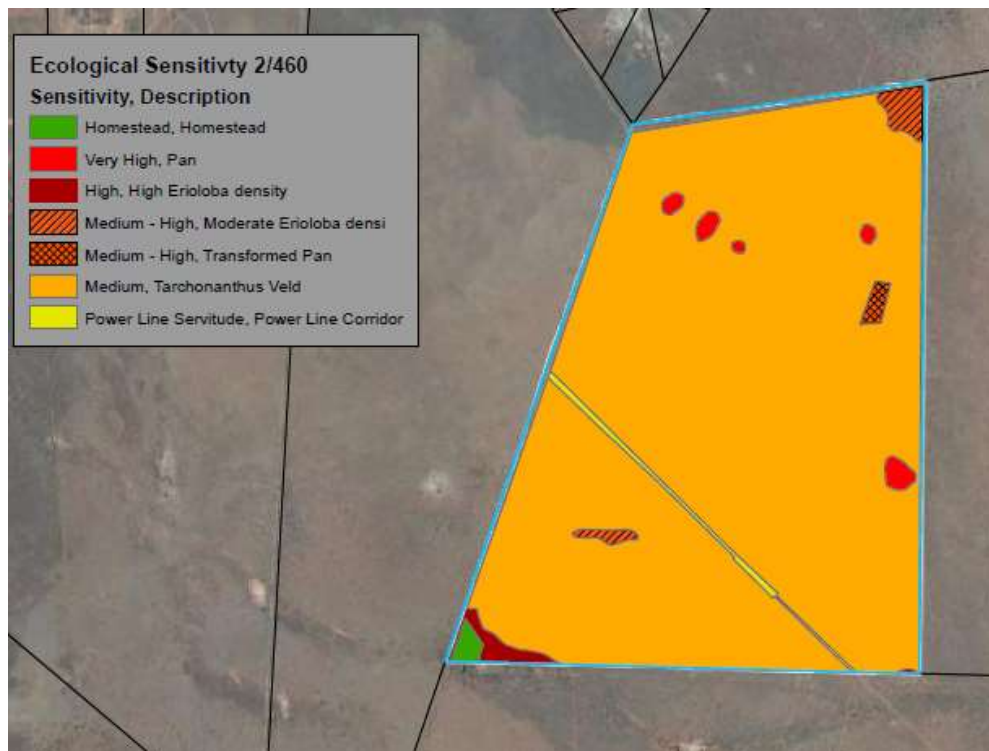 Ecological Sensitivty 2/460
Sensitivity, Description
Homestead, Homestead
Very High, Pan
High, High Erioloba density
Medium - High, Moderate Erioloba densi
Medium - High, Transformed Pan
Medium, Tarchonanthus Veld
Power Line Servitude, Power Line Corridor